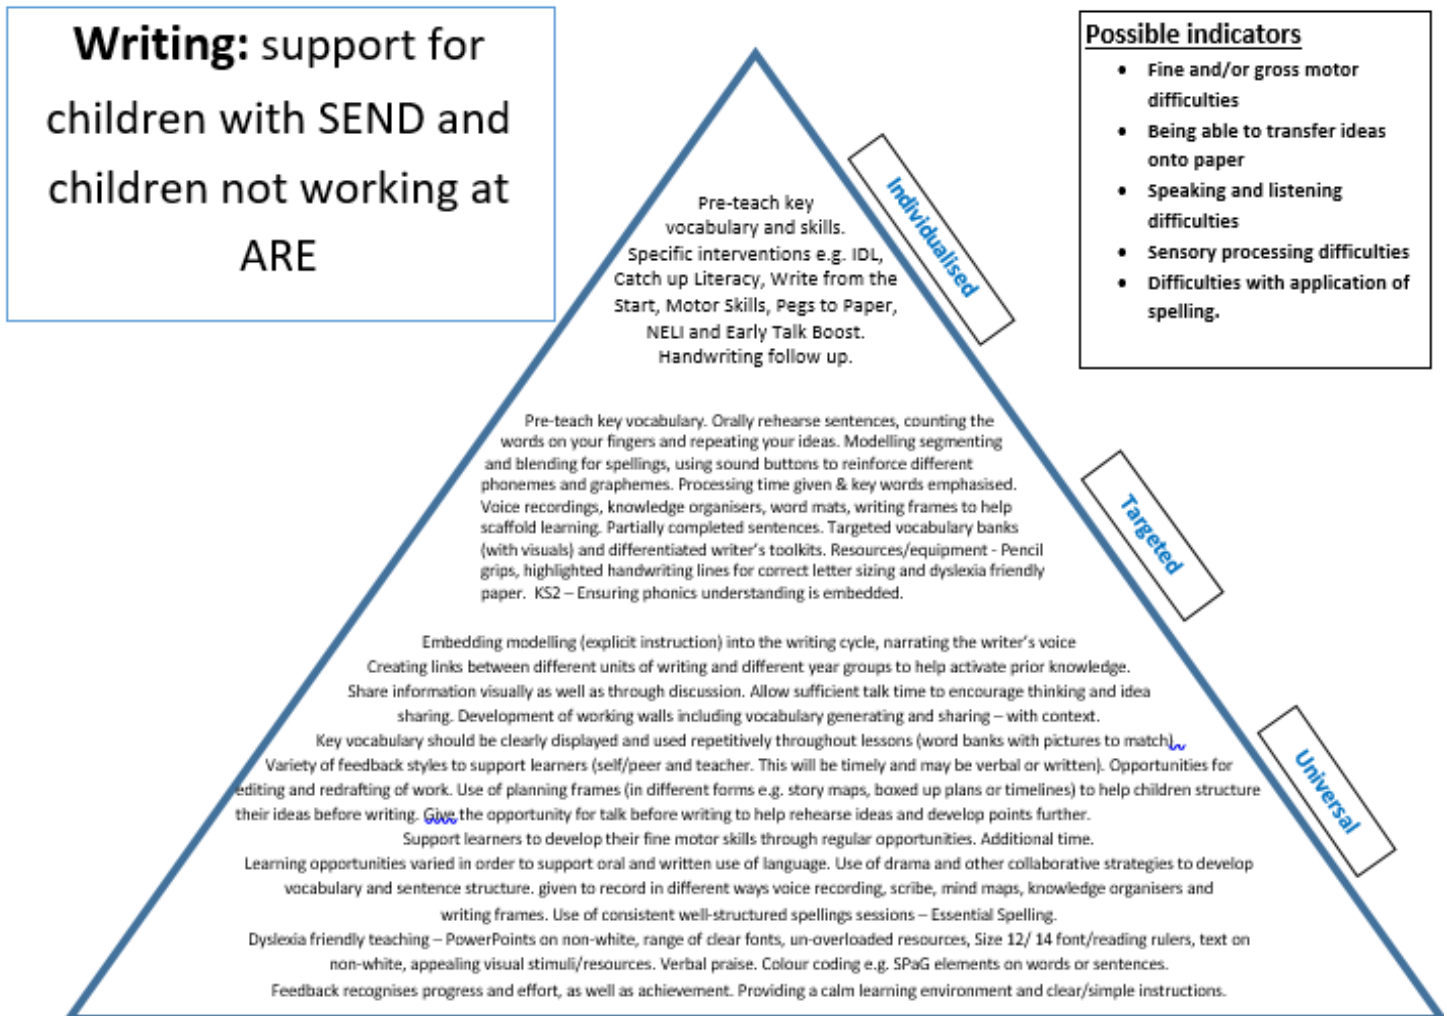 Writing: support for
children with SEND and
children not working at
ARE
Possible indicators
• Fine and/or gross motor
difficulties
• Being able to transfer ideas
onto paper
• Speaking and listening
difficulties
• Sensory processing difficulties
• Difficulties with application of
spelling.
Individualised
Pre-teach key
vocabulary and skills.
Specific interventions e.g. IDL,
Catch up Literacy, Write from the
Start, Motor Skills, Pegs to Paper,
NELI and Early Talk Boost.
Handwriting follow up.
Targeted
Pre-teach key vocabulary. Orally rehearse sentences, counting the
words on your fingers and repeating your ideas. Modelling segmenting
and blending for spellings, using sound buttons to reinforce different
phonemes and graphemes. Processing time given & key words emphasised.
Voice recordings, knowledge organisers, word mats, writing frames to help
scaffold learning. Partially completed sentences. Targeted vocabulary banks
(with visuals) and differentiated writer's toolkits. Resources/equipment - Pencil
grips, highlighted handwriting lines for correct letter sizing and dyslexia friendly
paper. KS2 – Ensuring phonics understanding is embedded.
Universal
Embedding modelling (explicit instruction) into the writing cycle, narrating the writer's voice
Creating links between different units of writing and different year groups to help activate prior knowledge.
Share information visually as well as through discussion. Allow sufficient talk time to encourage thinking and idea
sharing. Development of working walls including vocabulary generating and sharing – with context.
Key vocabulary should be clearly displayed and used repetitively throughout lessons (word banks with pictures to match).
Variety of feedback styles to support learners (self/peer and teacher. This will be timely and may be verbal or written). Opportunities for
editing and redrafting of work. Use of planning frames (in different forms e.g. story maps, boxed up plans or timelines) to help children structure
their ideas before writing. Give the opportunity for talk before writing to help rehearse ideas and develop points further.
Support learners to develop their fine motor skills through regular opportunities. Additional time.
Learning opportunities varied in order to support oral and written use of language. Use of drama and other collaborative strategies to develop
vocabulary and sentence structure. given to record in different ways voice recording, scribe, mind maps, knowledge organisers and
writing frames. Use of consistent well-structured spellings sessions – Essential Spelling.
Dyslexia friendly teaching – PowerPoints on non-white, range of clear fonts, un-overloaded resources, Size 12/ 14 font/reading rulers, text on
non-white, appealing visual stimuli/resources. Verbal praise. Colour coding e.g. SPaG elements on words or sentences.
Feedback recognises progress and effort, as well as achievement. Providing a calm learning environment and clear/simple instructions.